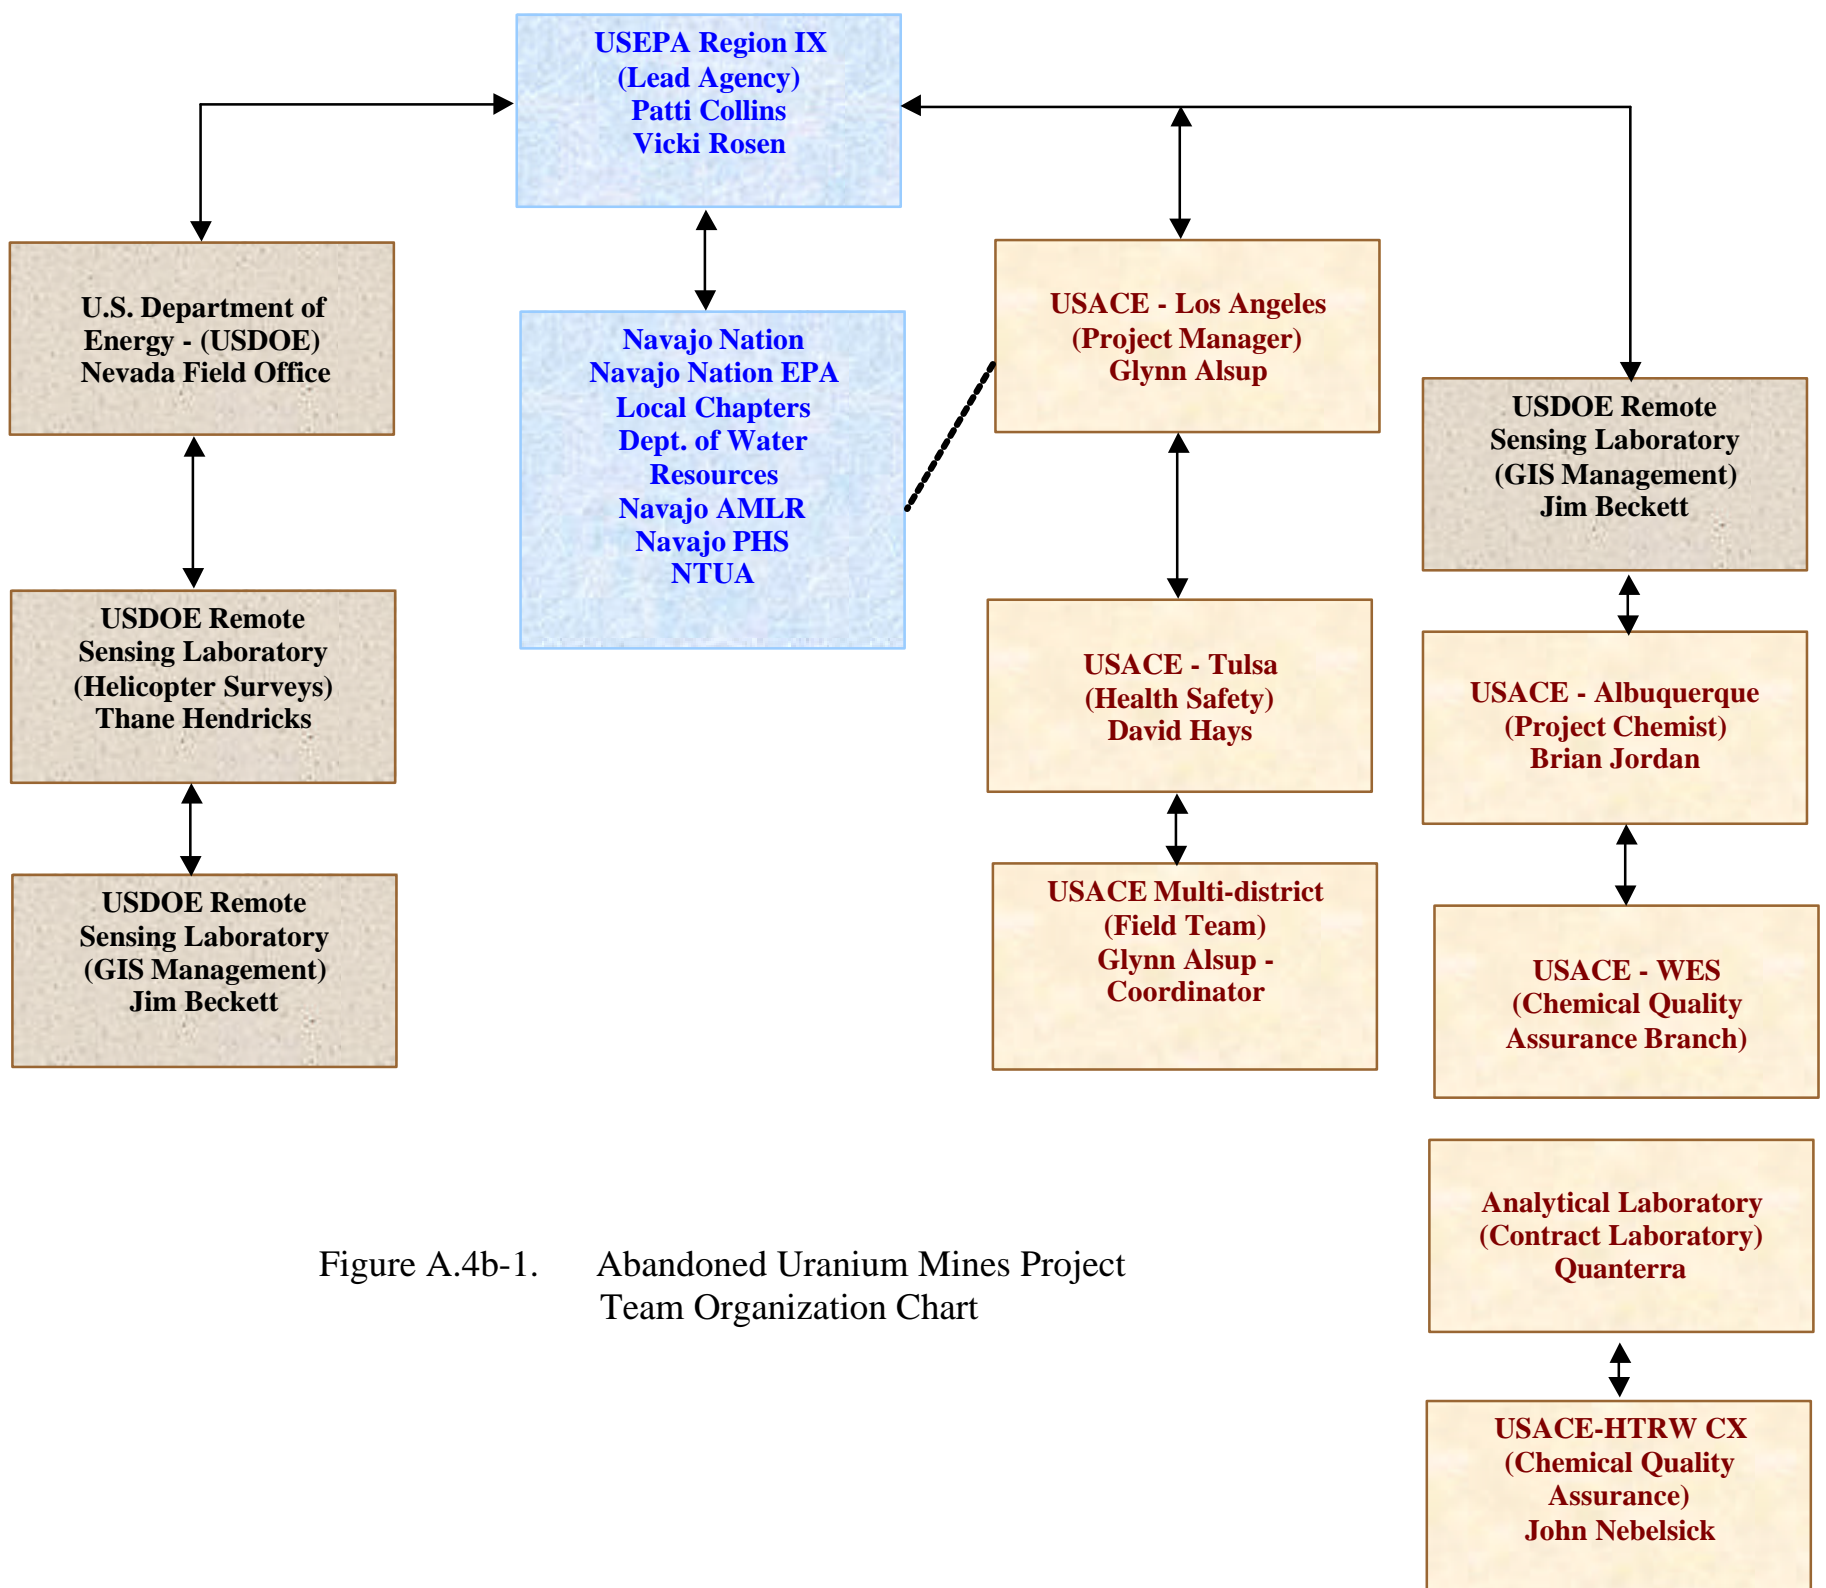 USEPA Region IX
(Lead Agency)
Patti Collins
Vicki Rosen
U.S. Department of
Energy - (USDOE)
Nevada Field Office
Navajo Nation
Navajo Nation EPA
Local Chapters
Dept. of Water
Resources
Navajo AMLR
Navajo PHS
NTUA
USACE - Los Angeles
(Project Manager)
Glynn Alsup
USDOE Remote
Sensing Laboratory
(GIS Management)
Jim Beckett
USDOE Remote
Sensing Laboratory
(Helicopter Surveys)
Thane Hendricks
USACE - Tulsa
(Health Safety)
David Hays
USACE - Albuquerque
(Project Chemist)
Brian Jordan
USDOE Remote
Sensing Laboratory
(GIS Management)
Jim Beckett
USACE Multi-district
(Field Team)
Glynn Alsup -
Coordinator
USACE - WES
(Chemical Quality
Assurance Branch)
Analytical Laboratory
(Contract Laboratory)
Quanterra
Figure A.4b-1. Abandoned Uranium Mines Project
Team Organization Chart
USACE-HTRW CX
(Chemical Quality
Assurance)
John Nebelsick